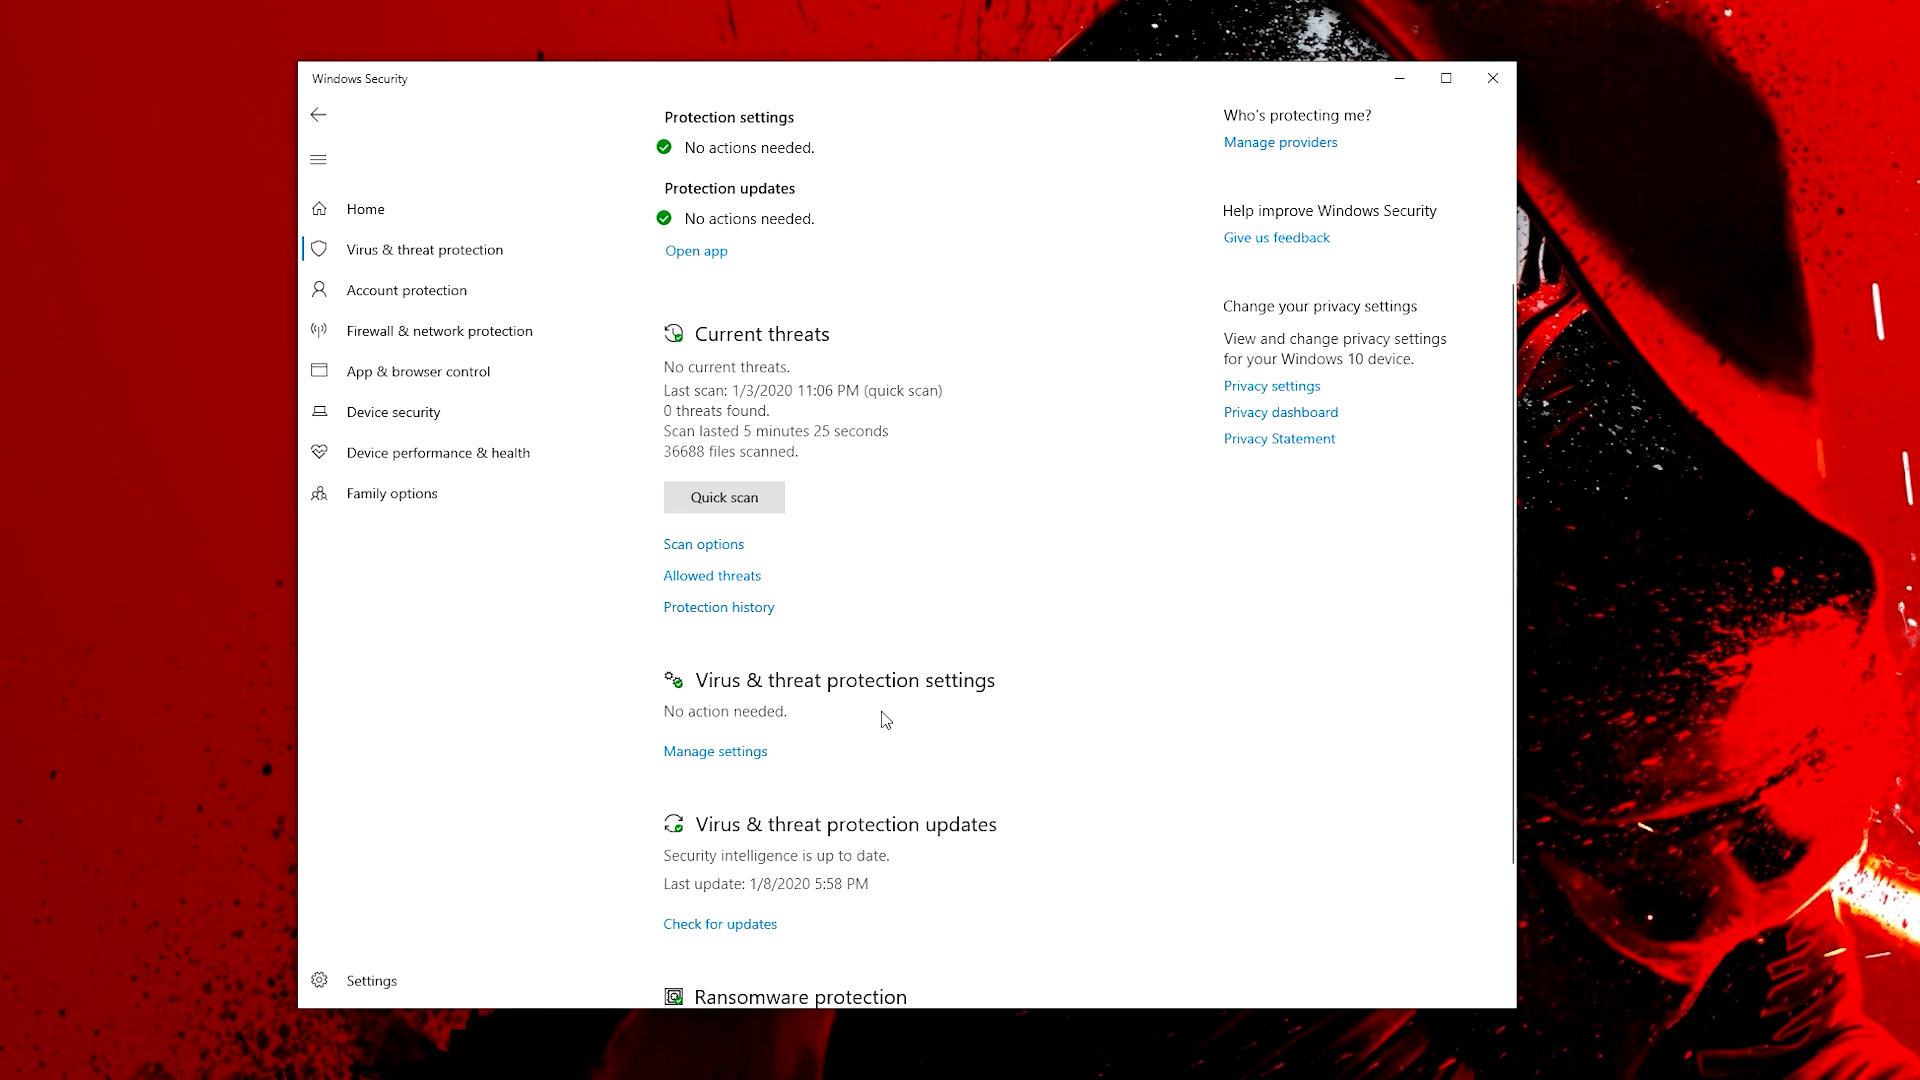 Windows Security
Home
Virus & threat protection
Account protection
Firewall & network protection
App & browser control
Device security
Device performance & health
Family options
Settings
Protection settings
No actions needed.
Protection updates
No actions needed.
Open app
Current threats
No current threats.
Last scan: 1/3/2020 11:06 PM (quick scan)
0 threats found.
Scan lasted 5 minutes 25 seconds
36688 files scanned.
Quick scan
Scan options
Allowed threats
Protection history
Virus & threat protection settings
No action needed.
Manage settings
Virus & threat protection updates
Security intelligence is up to date.
Last update: 1/8/2020 5:58 PM
Check for updates
Ransomware protection
Who's protecting me?
Manage providers
Help improve Windows Security
Give us feedback
Change your privacy settings
View and change privacy settings
for your Windows 10 device.
Privacy settings
Privacy dashboard
Privacy Statement